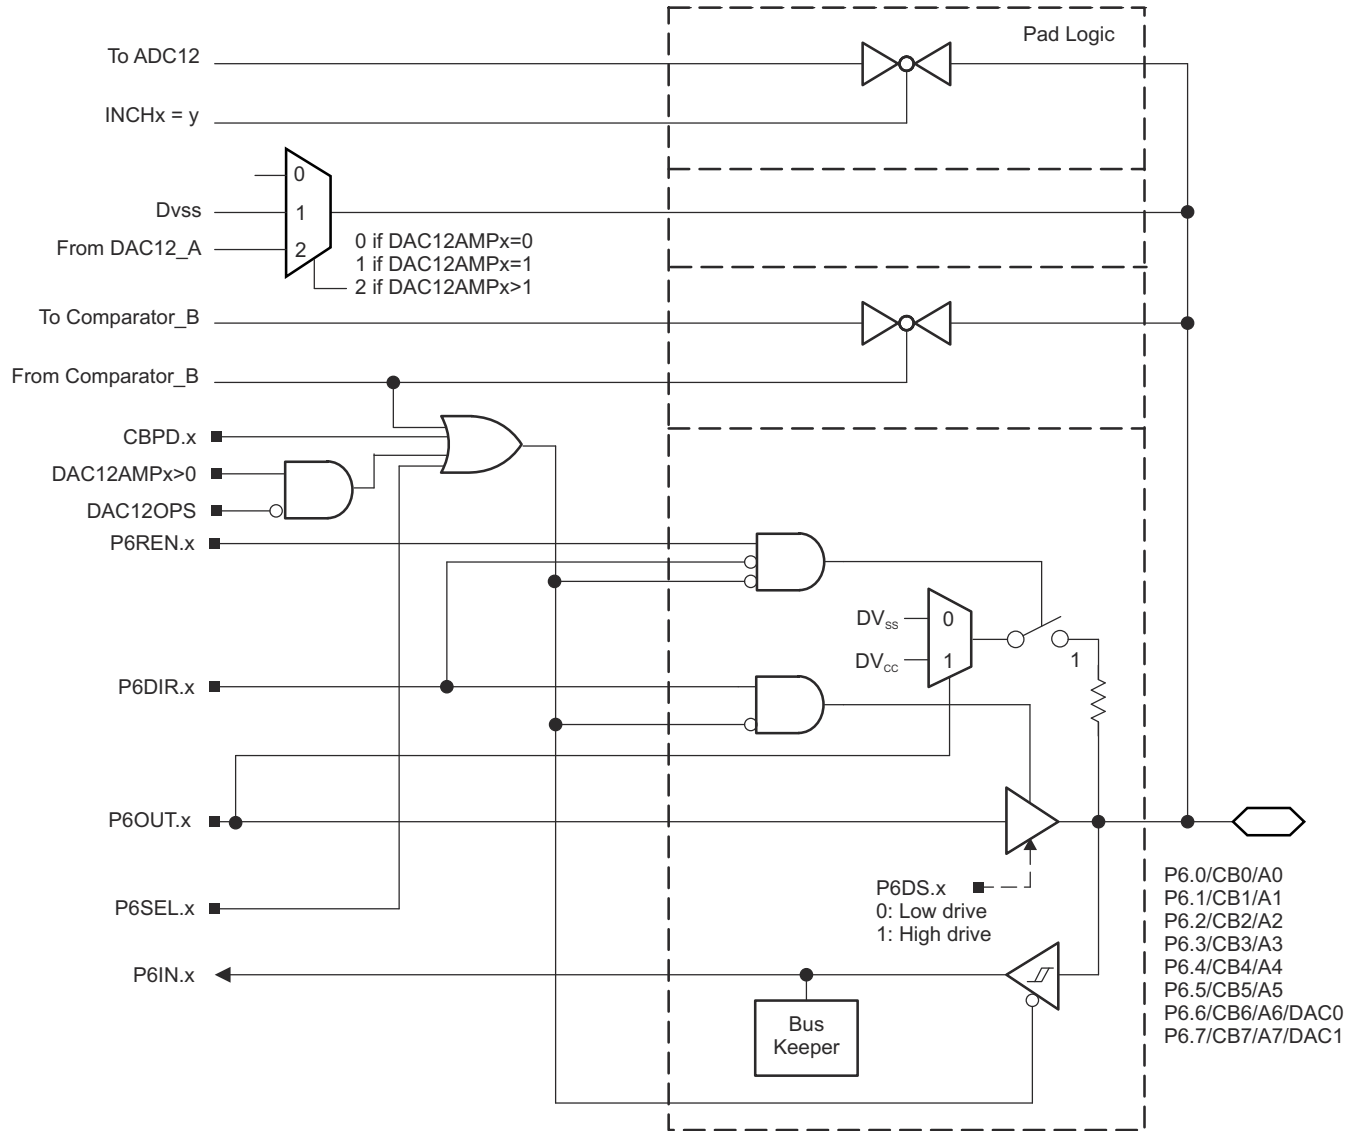 Pad Logic
To ADC12
INCHx = y
0
Dvss
1
From DAC12_A
2
0 if DAC12AMPx=0
1 if DAC12AMPx=1
2 if DAC12AMPx>1
To Comparator_B
From Comparator_B
CBPD.x
DAC12AMPx>0
DAC12OPS
P6REN.x
DVss
0
DVcc
1
1
P6DIR.x
P6OUT.x
P6DS.x
0: Low drive
1: High drive
P6SEL.x
P6IN.x
Bus
Keeper
P6.0/CB0/A0
P6.1/CB1/A1
P6.2/CB2/A2
P6.3/CB3/A3
P6.4/CB4/A4
P6.5/CB5/A5
P6.6/CB6/A6/DAC0
P6.7/CB7/A7/DAC1